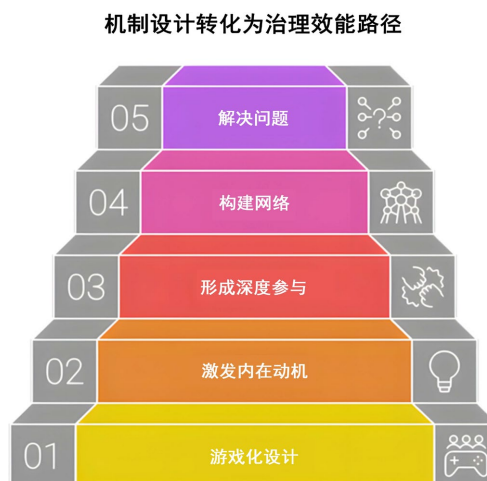 机制设计转化为治理效能路径
05 解决问题
04 构建网络
03 形成深度参与
02 激发内在动机
01 游戏化设计